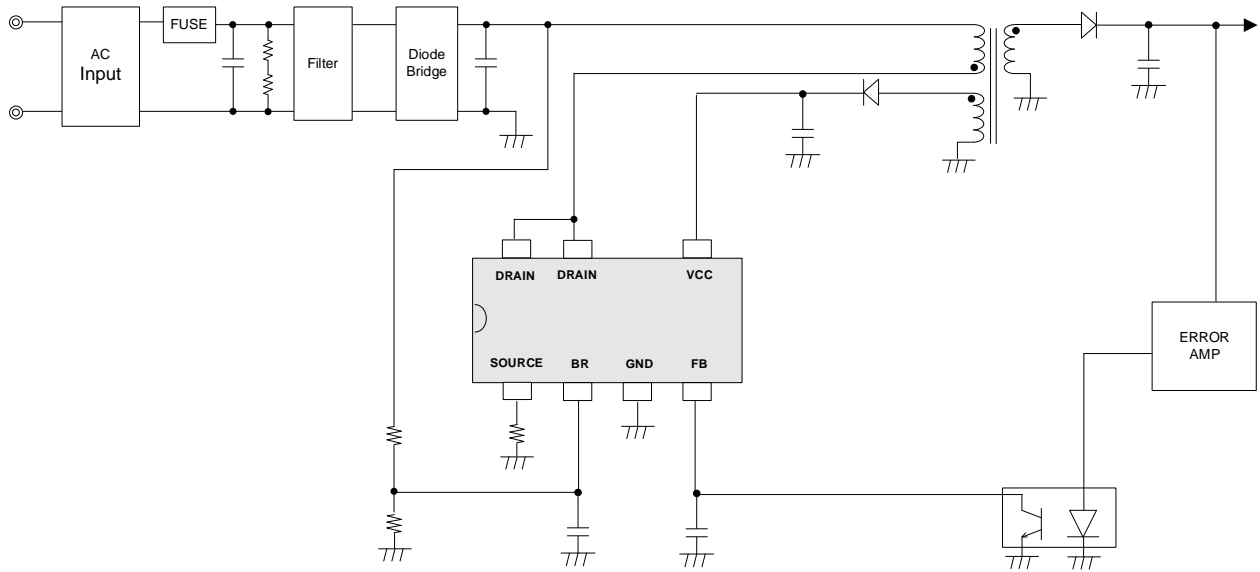 FUSE
AC
Input
Filter
Diode
Bridge
DRAIN
DRAIN
VCC
SOURCE
BR
GND
FB
ERROR
AMP